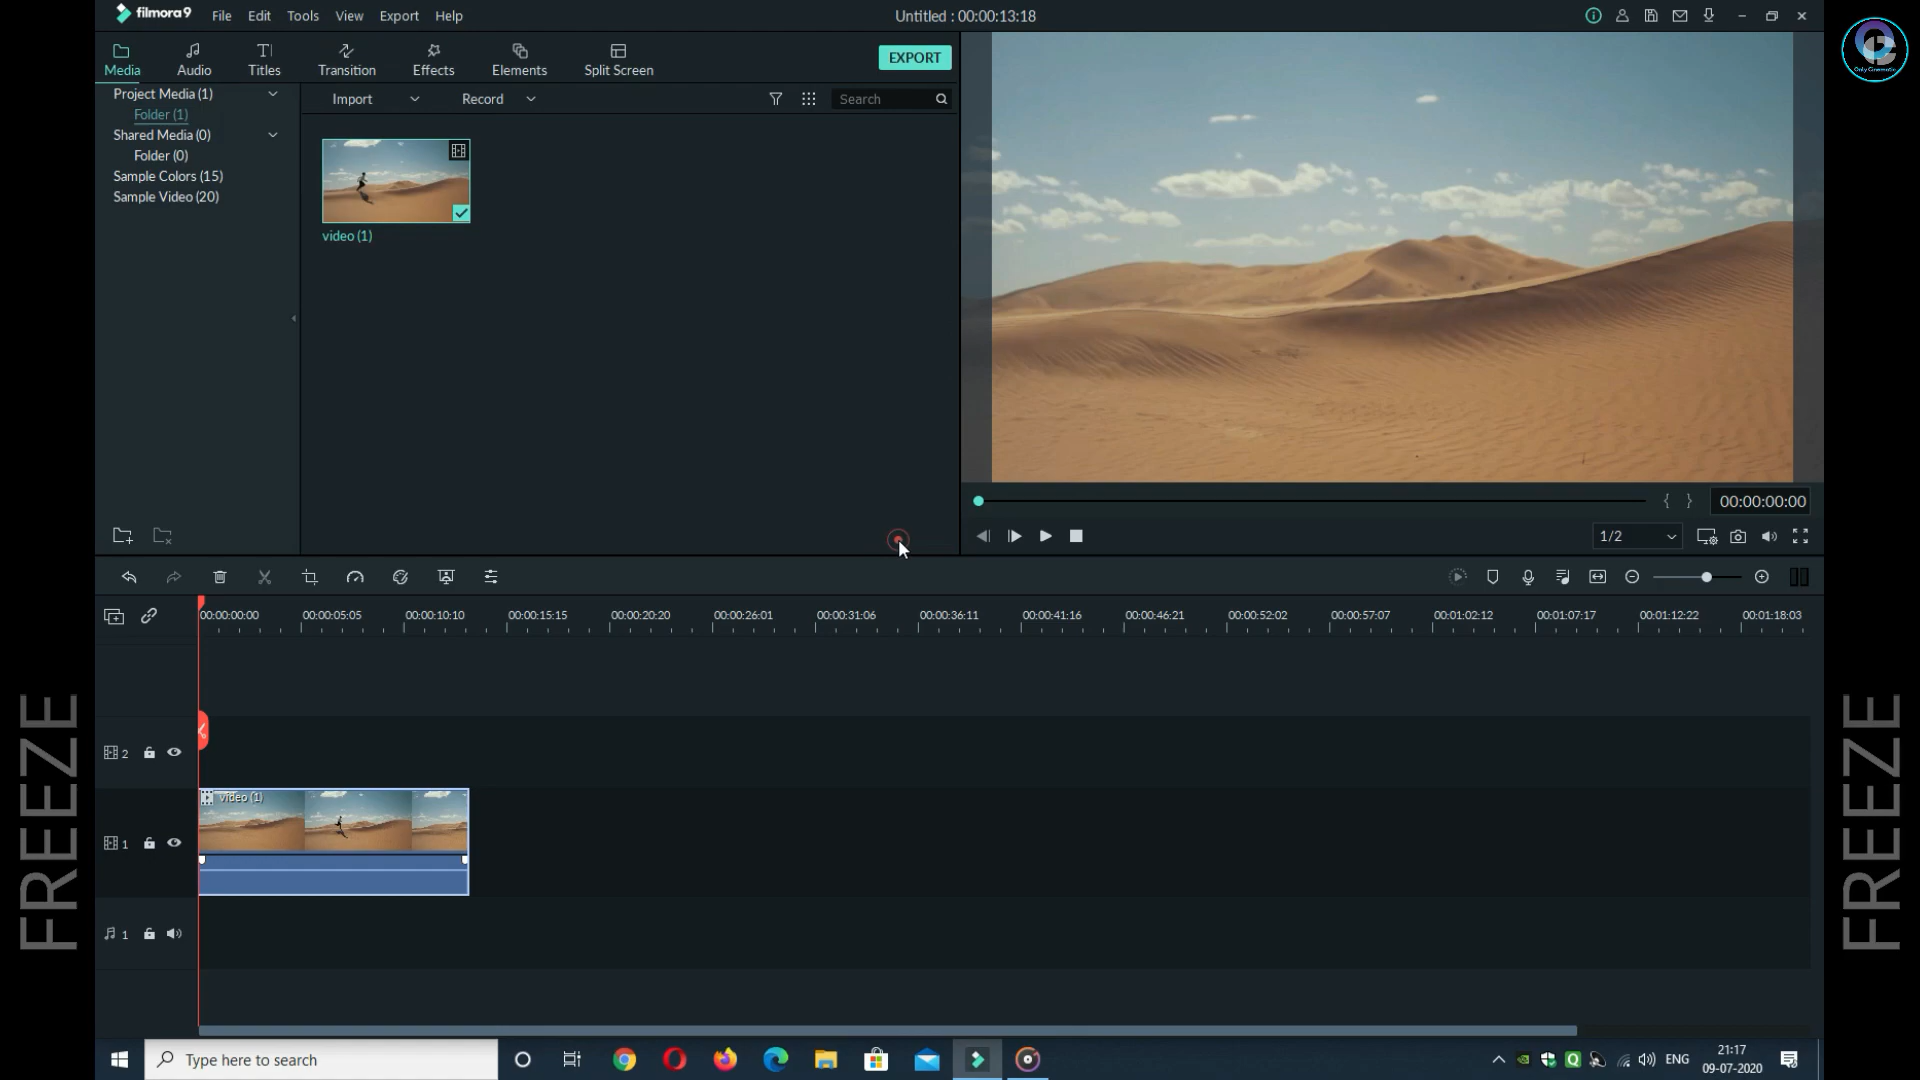 filmora9
File
Edit
Tools
View
Export
Help
Untitled : 00:00:13:18
Media
Audio
Titles
Transition
Effects
Elements
Split Screen
EXPORT
Project Media (1)
Folder (1)
Shared Media (0)
Folder (0)
Sample Colors (15)
Sample Video (20)
Import
Record
Search
video (1)
00:00:00:00
1/2
00:00:00:00
00:00:05:05
00:00:10:10
00:00:15:15
00:00:20:20
00:00:26:01
00:00:31:06
00:00:36:11
00:00:41:16
00:00:46:21
00:00:52:02
00:00:57:07
00:01:02:12
00:01:07:17
00:01:12:22
00:01:18:03
2
video (1)
1
1
FREEZE
FREEZE
Only Cinematic
Type here to search
ENG
21:17
09-07-2020